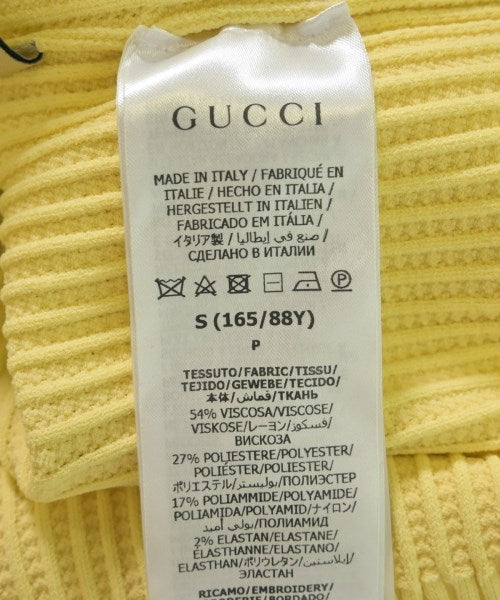 GUCCI
MADE IN ITALY / FABRIQUÉ EN
ITALIE / HECHO EN ITALIA /
HERGESTELLT IN ITALIEN /
FABRICADO EM ITÁLIA /
イタリア製 / صنع في إيطاليا /
СДЕЛАНО В ИТАЛИИ
P
S (165/88Y)
P
TESSUTO/FABRIC/TISSU/
TEJIDO/GEWEBE/TECIDO/
本体/قماش/ТКАНЬ
54% VISCOSA/VISCOSE/
VISKOSE/レーヨン/فسكوز/
ВИСКОЗА
27% POLIESTERE/POLYESTER/
POLIÉSTER/POLIESTER/
ポリエステル/بوليستر/ПОЛИЭСТЕР
17% POLIAMMIDE/POLYAMIDE/
POLIAMIDA/POLYAMID/ナイロン/
بولي أميد/ПОЛИАМИД
2% ELASTAN/ELASTANE/
ÉLASTHANNE/ELASTANO/
ELASTHAN/ポリウレタン/إيلاستين/
ЭЛАСТАН
RICAMO/EMBROIDERY/